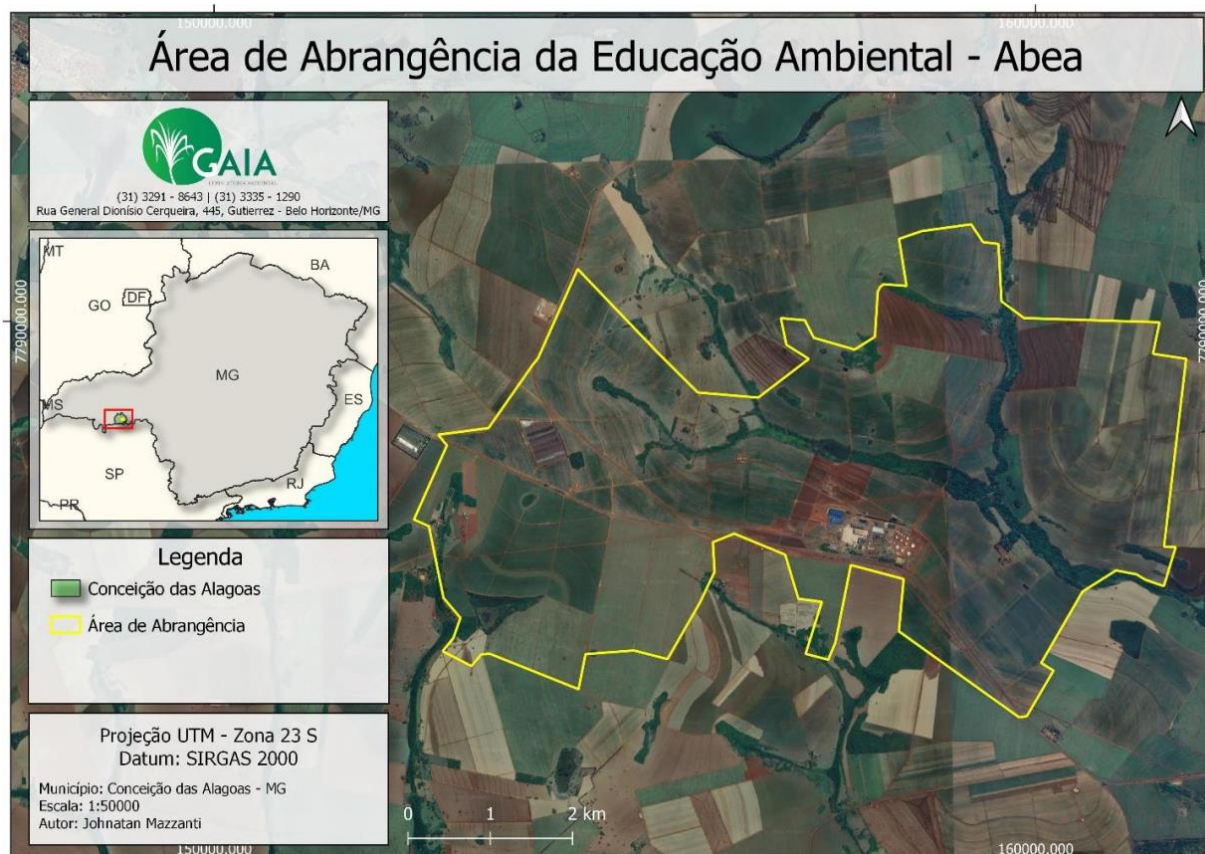 150000.000
160000.000
Área de Abrangência da Educação Ambiental - Abea
GAIA
(31) 3291 - 8643 | (31) 3335 - 1290
Rua General Dionísio Cerqueira, 445, Gutierrez - Belo Horizonte/MG
MT
BA
GO
DF
MG
MS
ES
SP
RJ
PR
7790000.000
7790000.000
Legenda
Conceição das Alagoas
Área de Abrangência
Projeção UTM - Zona 23 S
Datum: SIRGAS 2000
Município: Conceição das Alagoas - MG
Escala: 1:50000
Autor: Johnatan Mazzanti
0 1 2 km
150000.000
160000.000